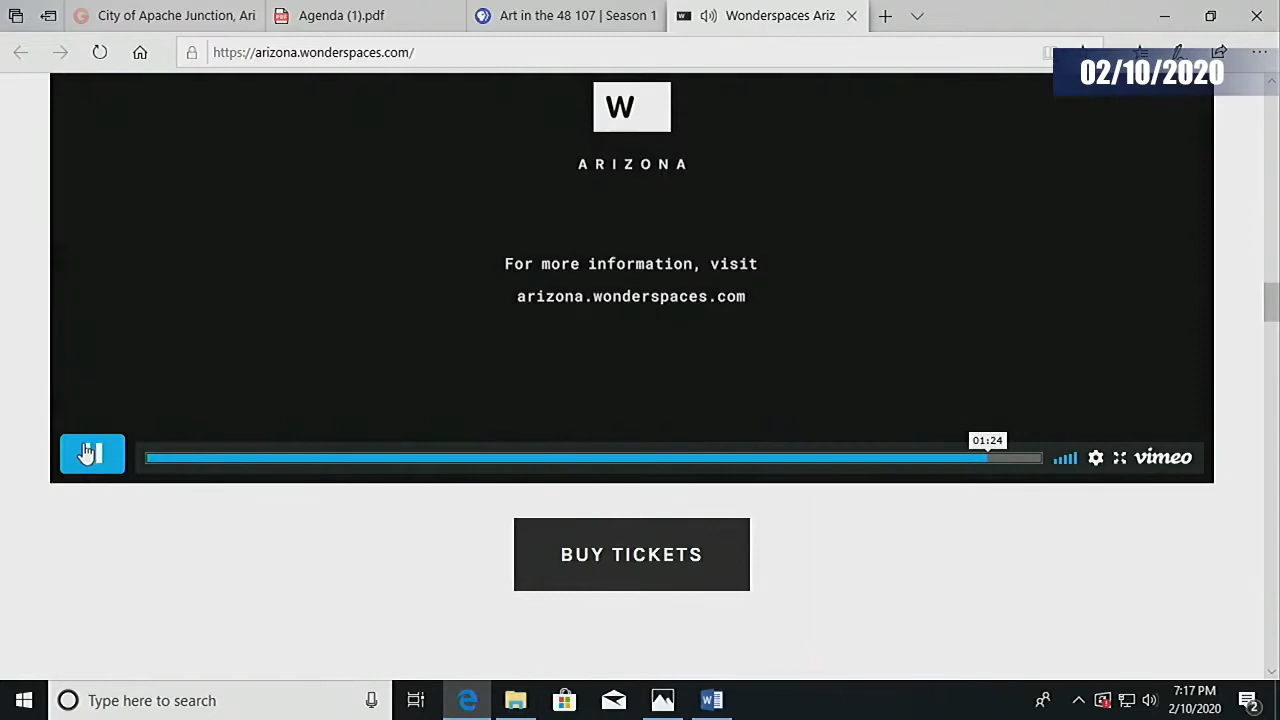 City of Apache Junction, Ari
Agenda (1).pdf
Art in the 48 107 | Season 1
Wonderspaces Ariz
https://arizona.wonderspaces.com/
02/10/2020
W
ARIZONA
For more information, visit
arizona.wonderspaces.com
01:24
vimeo
BUY TICKETS
Type here to search
7:17 PM
2/10/2020
2